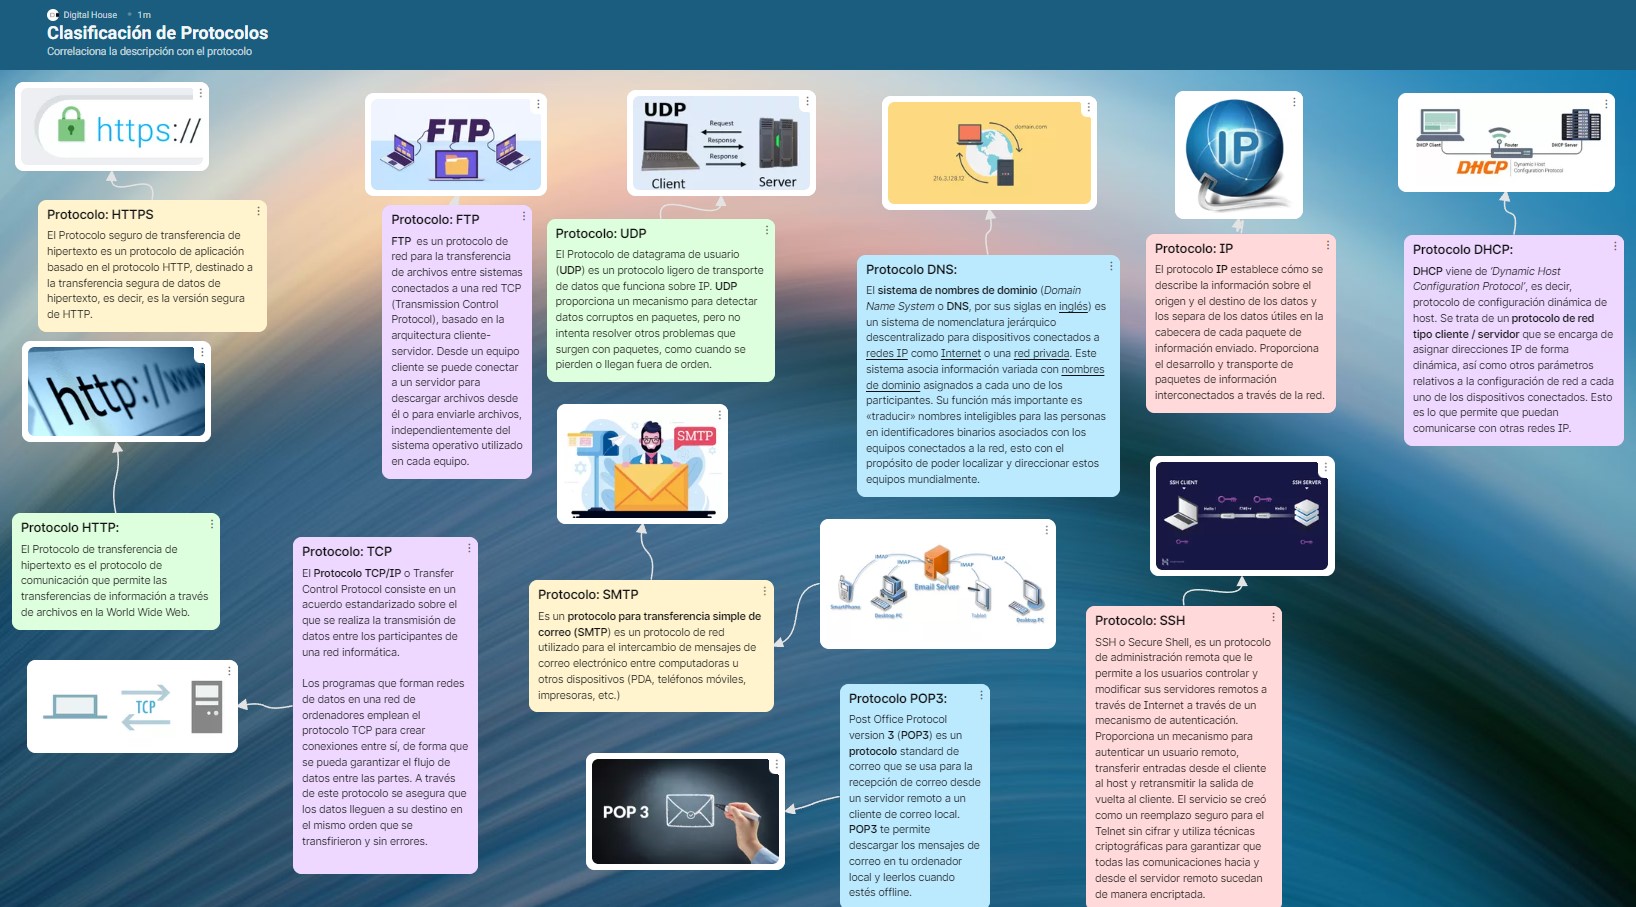 Digital House • 1m
Clasificación de Protocolos
Correlaciona la descripción con el protocolo
https://
Protocolo: HTTPS
El Protocolo seguro de transferencia de
hipertexto es un protocolo de aplicación
basado en el protocolo HTTP, destinado a
la transferencia segura de datos de
hipertexto, es decir, es la versión segura
de HTTP.
http://ww
Protocolo HTTP:
El Protocolo de transferencia de
hipertexto es el protocolo de
comunicación que permite las
transferencias de información a través
de archivos en la World Wide Web.
TCP
FTP
Protocolo: FTP
FTP es un protocolo de
red para la transferencia
de archivos entre sistemas
conectados a una red TCP
(Transmission Control
Protocol), basado en la
arquitectura cliente-
servidor. Desde un equipo
cliente se puede conectar
a un servidor para
descargar archivos desde
él o para enviarle archivos,
independientemente del
sistema operativo utilizado
en cada equipo.
Protocolo: TCP
El Protocolo TCP/IP o Transfer
Control Protocol consiste en un
acuerdo estandarizado sobre el
que se realiza la transmisión de
datos entre los participantes de
una red informática.
Los programas que forman redes
de datos en una red de
ordenadores emplean el
protocolo TCP para crear
conexiones entre sí, de forma que
se pueda garantizar el flujo de
datos entre las partes. A través
de este protocolo se asegura que
los datos lleguen a su destino en
el mismo orden que se
transfirieron y sin errores.
UDP
Request
Response
Response
Client
Server
Protocolo: UDP
El Protocolo de datagrama de usuario
(UDP) es un protocolo ligero de transporte
de datos que funciona sobre IP. UDP
proporciona un mecanismo para detectar
datos corruptos en paquetes, pero no
intenta resolver otros problemas que
surgen con paquetes, como cuando se
pierden o llegan fuera de orden.
SMTP
Protocolo: SMTP
Es un protocolo para transferencia simple de
correo (SMTP) es un protocolo de red
utilizado para el intercambio de mensajes de
correo electrónico entre computadoras u
otros dispositivos (PDA, teléfonos móviles,
impresoras, etc.)
POP 3
domain.com
216.3.128.12
Protocolo DNS:
El sistema de nombres de dominio (Domain
Name System o DNS, por sus siglas en inglés) es
un sistema de nomenclatura jerárquico
descentralizado para dispositivos conectados a
redes IP como Internet o una red privada. Este
sistema asocia información variada con nombres
de dominio asignados a cada uno de los
participantes. Su función más importante es
«traducir» nombres inteligibles para las personas
en identificadores binarios asociados con los
equipos conectados a la red, esto con el
propósito de poder localizar y direccionar estos
equipos mundialmente.
IMAP
IMAP
IMAP
IMAP
Email Server
SmartPhone
Desktop PC
Tablet
Desktop PC
Protocolo POP3:
Post Office Protocol
version 3 (POP3) es un
protocolo standard de
correo que se usa para la
recepción de correo desde
un servidor remoto a un
cliente de correo local.
POP3 te permite
descargar los mensajes de
correo en tu ordenador
local y leerlos cuando
estés offline.
IP
Protocolo: IP
El protocolo IP establece cómo se
describe la información sobre el
origen y el destino de los datos y
los separa de los datos útiles en la
cabecera de cada paquete de
información enviado. Proporciona
el desarrollo y transporte de
paquetes de información
interconectados a través de la red.
SSH CLIENT
SSH SERVER
Hello !
Hello !
Protocolo: SSH
SSH o Secure Shell, es un protocolo
de administración remota que le
permite a los usuarios controlar y
modificar sus servidores remotos a
través de Internet a través de un
mecanismo de autenticación.
Proporciona un mecanismo para
autenticar un usuario remoto,
transferir entradas desde el cliente
al host y retransmitir la salida de
vuelta al cliente. El servicio se creó
como un reemplazo seguro para el
Telnet sin cifrar y utiliza técnicas
criptográficas para garantizar que
todas las comunicaciones hacia y
desde el servidor remoto sucedan
de manera encriptada.
DHCP Client
Router
DHCP Server
DHCP
Dynamic Host
Configuration Protocol
Protocolo DHCP:
DHCP viene de 'Dynamic Host
Configuration Protocol', es decir,
protocolo de configuración dinámica de
host. Se trata de un protocolo de red
tipo cliente / servidor que se encarga de
asignar direcciones IP de forma
dinámica, así como otros parámetros
relativos a la configuración de red a cada
uno de los dispositivos conectados. Esto
es lo que permite que puedan
comunicarse con otras redes IP.